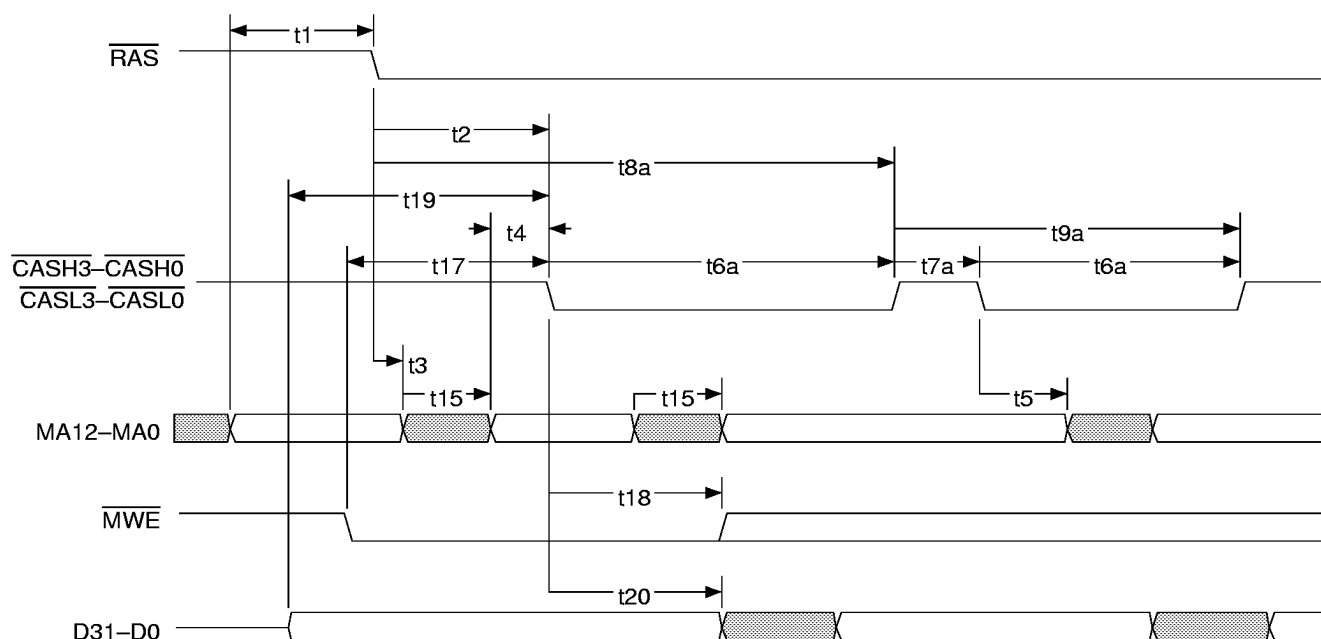 t1
RAS
t2
t8a
t19
t4
t9a
CASH3–CASH0
t17
t6a
t7a
t6a
CASL3–CASL0
t3
t15
t15
t5
MA12–MA0
t18
MWE
t20
D31–D0